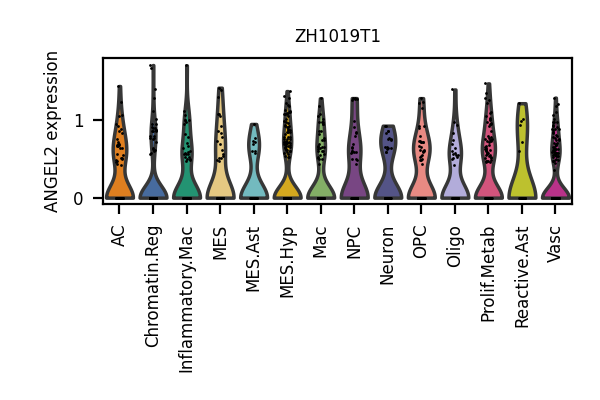 ZH1019T1
ANGEL2 expression
1
0
AC
Chromatin.Reg
Inflammatory.Mac
MES
MES.Ast
MES.Hyp
Mac
NPC
Neuron
OPC
Oligo
Prolif.Metab
Reactive.Ast
Vasc